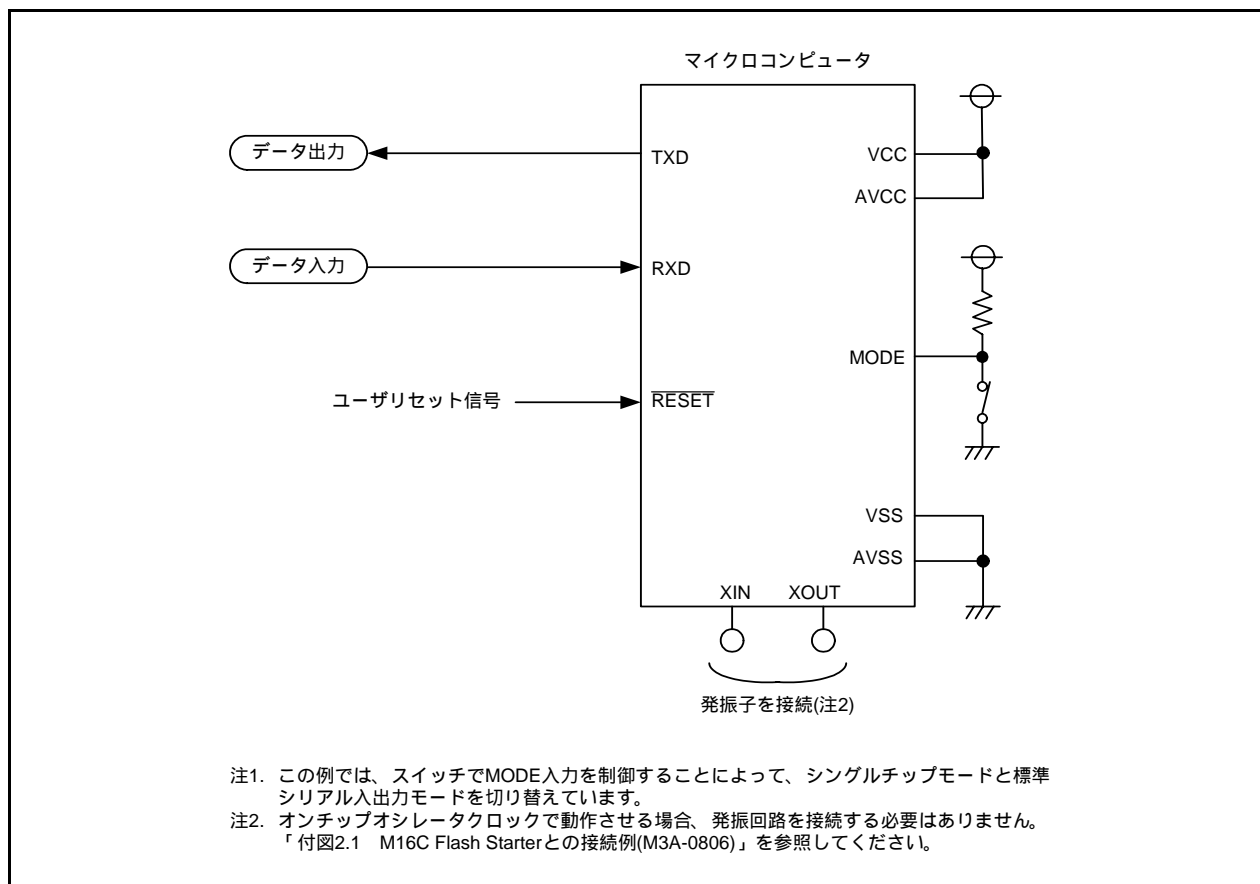 マイクロコンピュータ
データ出力
TXD
VCC
AVCC
データ入力
RXD
MODE
ユーザリセット信号
RESET
VSS
AVSS
XIN XOUT
発振子を接続(注2)
注1. この例では、スイッチでMODE入力を制御することによって、シングルチップモードと標準
シリアル入出力モードを切り替えています。
注2. オンチップオシレータクロックで動作させる場合、発振回路を接続する必要はありません。
「付図2.1 M16C Flash Starterとの接続例(M3A-0806)」を参照してください。